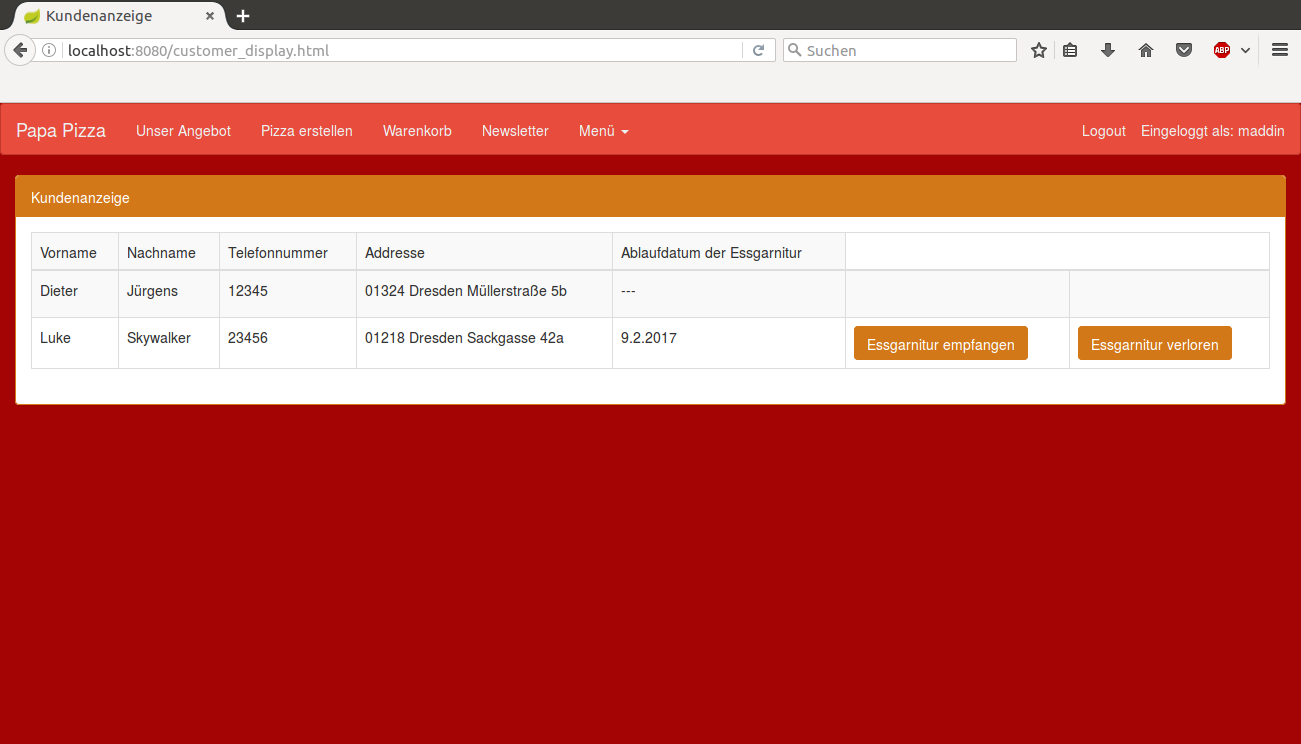 Kundenanzeige
localhost:8080/customer_display.html
Suchen
ABP
Papa Pizza Unser Angebot Pizza erstellen Warenkorb Newsletter Menü Logout Eingeloggt als: maddin
Kundenanzeige
Vorname Nachname Telefonnummer Addresse Ablaufdatum der Essgarnitur
Dieter Jürgens 12345 01324 Dresden Müllerstraße 5b ---
Luke Skywalker 23456 01218 Dresden Sackgasse 42a 9.2.2017 Essgarnitur empfangen Essgarnitur verloren